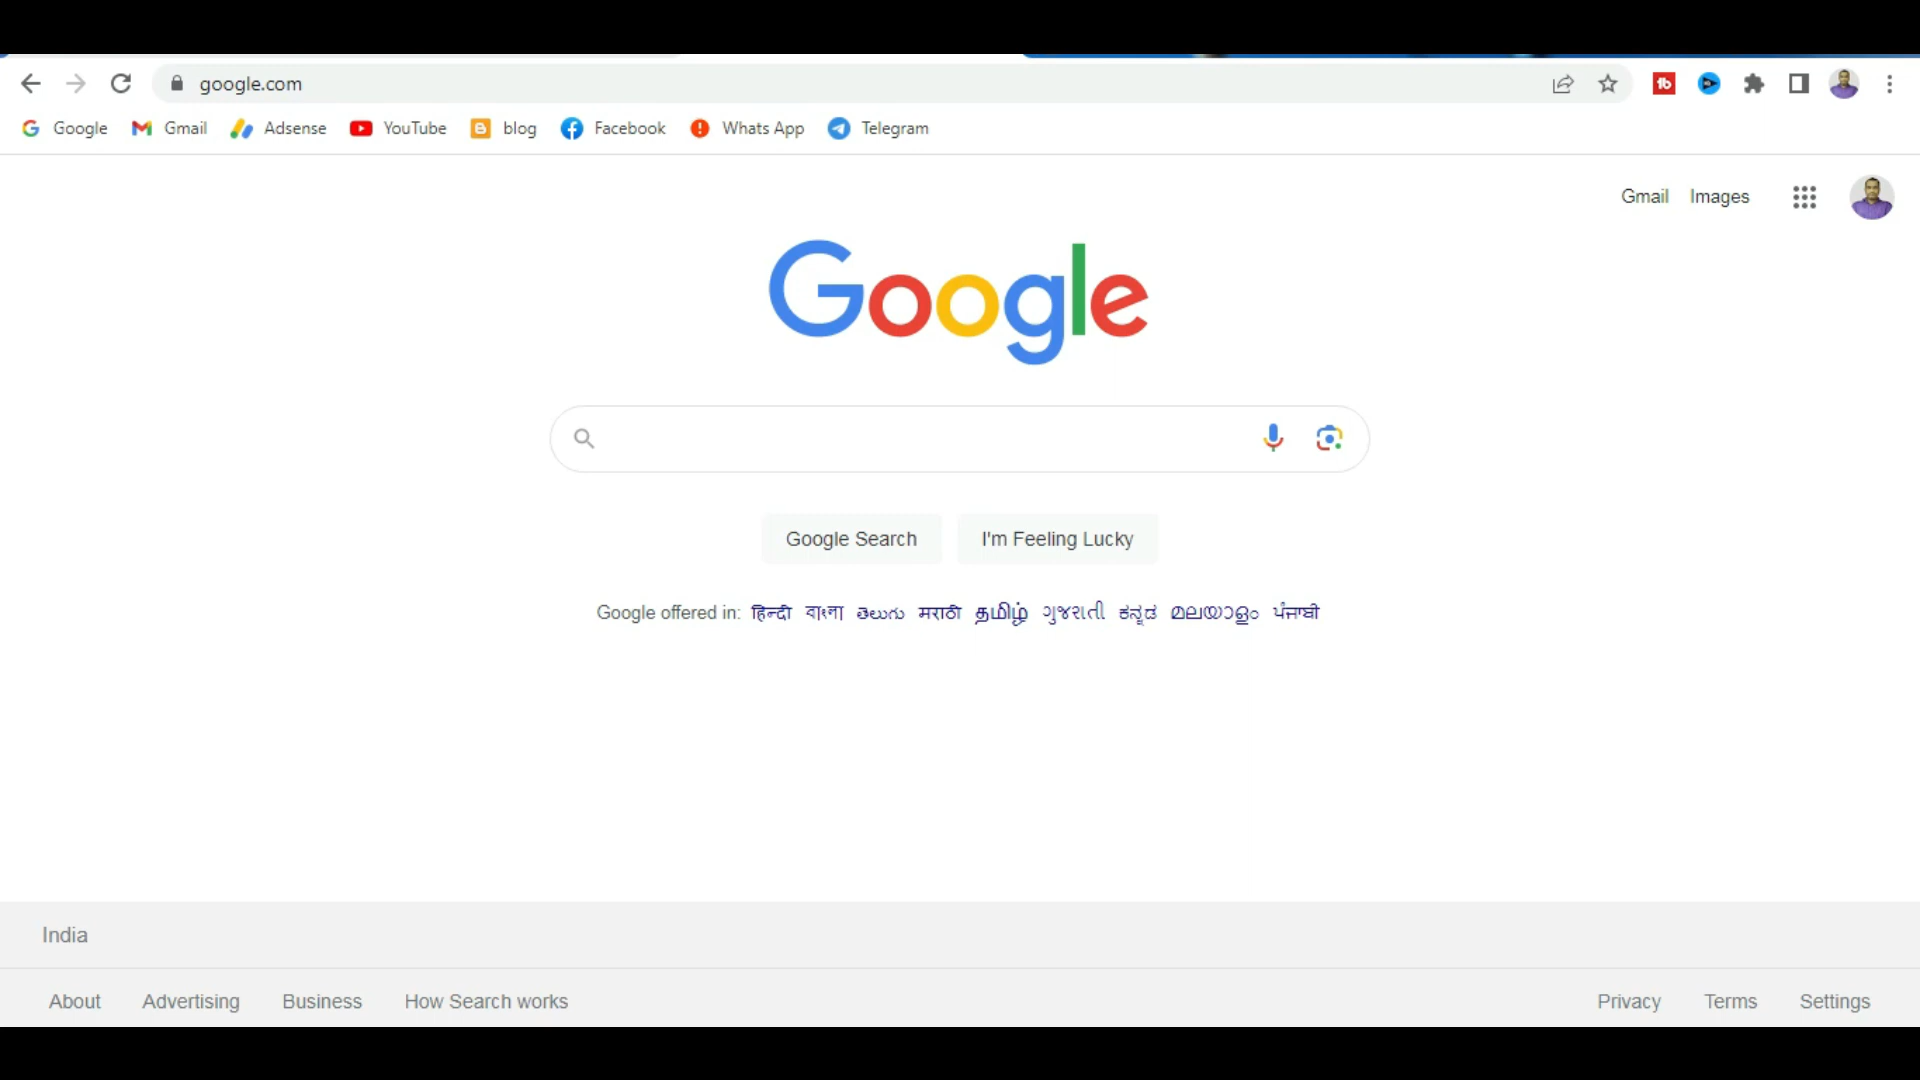 google.com
Google Gmail Adsense YouTube blog Facebook Whats App Telegram
Gmail Images
Google
Google Search I'm Feeling Lucky
Google offered in: हिन्दी বাংলা తెలుగు मराठी தமிழ் ગુજરાતી ಕನ್ನಡ മലയാളം ਪੰਜਾਬੀ
India
About Advertising Business How Search works Privacy Terms Settings